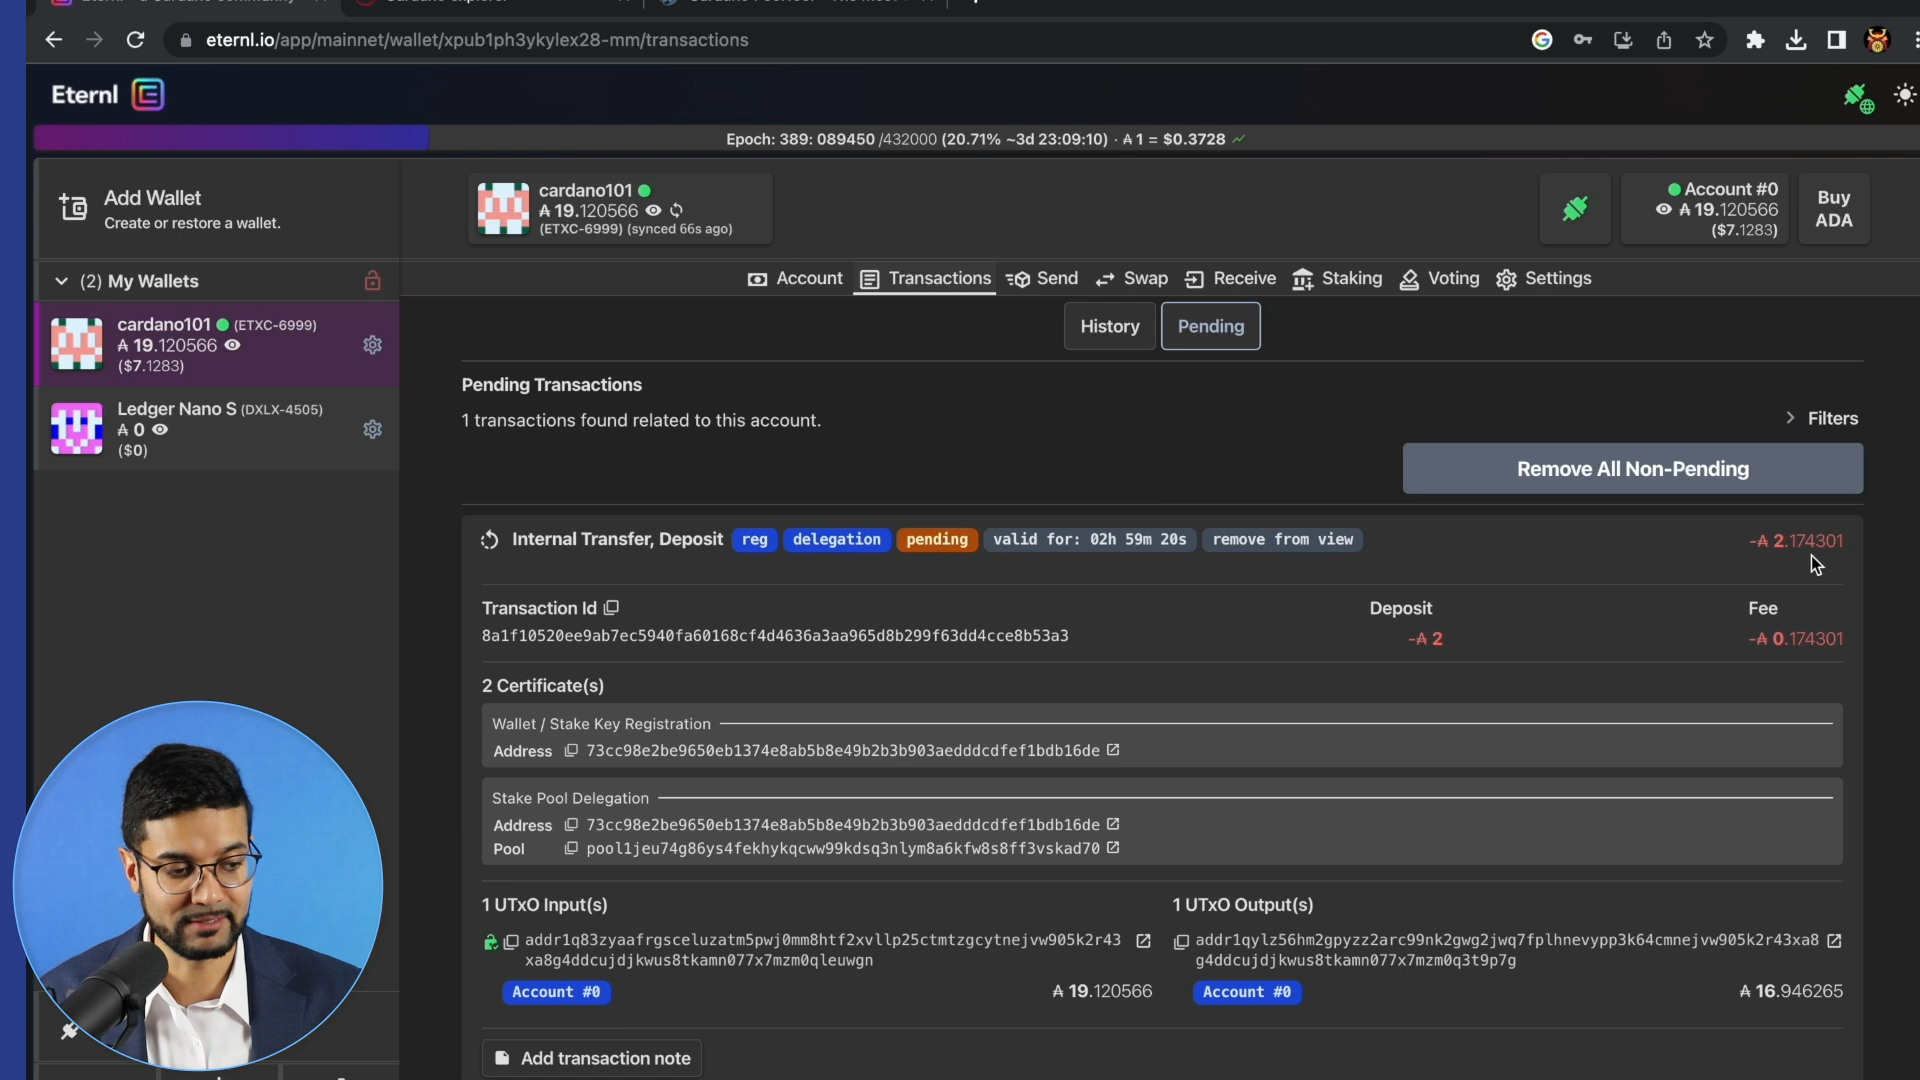 eternl.io/app/mainnet/wallet/xpub1ph3ykylex28-mm/transactions
Eternl
Epoch: 389: 089450 /432000 (20.71% ~3d 23:09:10) · ₳ 1 = $0.3728
Add Wallet
Create or restore a wallet.
cardano101
₳ 19.120566
(ETXC-6999) (synced 66s ago)
Account #0
₳ 19.120566
($7.1283)
Buy
ADA
(2) My Wallets
Account Transactions Send Swap Receive Staking Voting Settings
cardano101 (ETXC-6999)
₳ 19.120566
($7.1283)
Ledger Nano S (DXLX-4505)
₳ 0
($0)
History Pending
Pending Transactions
1 transactions found related to this account.
Filters
Remove All Non-Pending
Internal Transfer, Deposit reg delegation pending valid for: 02h 59m 20s remove from view -₳ 2.174301
Transaction Id Deposit Fee
8a1f10520ee9ab7ec5940fa60168cf4d4636a3aa965d8b299f63dd4cce8b53a3 -₳ 2 -₳ 0.174301
2 Certificate(s)
Wallet / Stake Key Registration
Address 73cc98e2be9650eb1374e8ab5b8e49b2b3b903aedddcdfef1bdb16de
Stake Pool Delegation
Address 73cc98e2be9650eb1374e8ab5b8e49b2b3b903aedddcdfef1bdb16de
Pool pool1jeu74g86ys4fekhykqcww99kdsq3nlym8a6kfw8s8ff3vskad70
1 UTxO Input(s)
addr1q83zyaafrgsceluzatm5pwj0mm8htf2xvllp25ctmtzgcytnejvw905k2r43
xa8g4ddcujdjkwus8tkamn077x7mzm0qleuwgn
Account #0 ₳ 19.120566
1 UTxO Output(s)
addr1qylz56hm2gpyzz2arc99nk2gwg2jwq7fplhnevypp3k64cmnejvw905k2r43xa8
g4ddcujdjkwus8tkamn077x7mzm0q3t9p7g
Account #0 ₳ 16.946265
Add transaction note